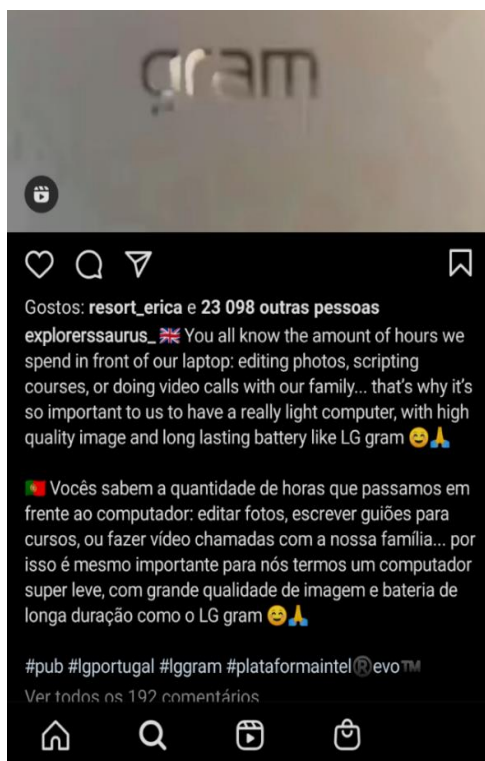 gram
Gostos: resort_erica e 23 098 outras pessoas
explorerssaurus_ 🇬🇧 You all know the amount of hours we
spend in front of our laptop: editing photos, scripting
courses, or doing video calls with our family... that's why it's
so important to us to have a really light computer, with high
quality image and long lasting battery like LG gram 😊🙏
🇵🇹 Vocês sabem a quantidade de horas que passamos em
frente ao computador: editar fotos, escrever guiões para
cursos, ou fazer vídeo chamadas com a nossa família... por
isso é mesmo importante para nós termos um computador
super leve, com grande qualidade de imagem e bateria de
longa duração como o LG gram 😊🙏
#pub #lgportugal #lggram #plataformaintel®️evo™️
Ver todos os 192 comentários